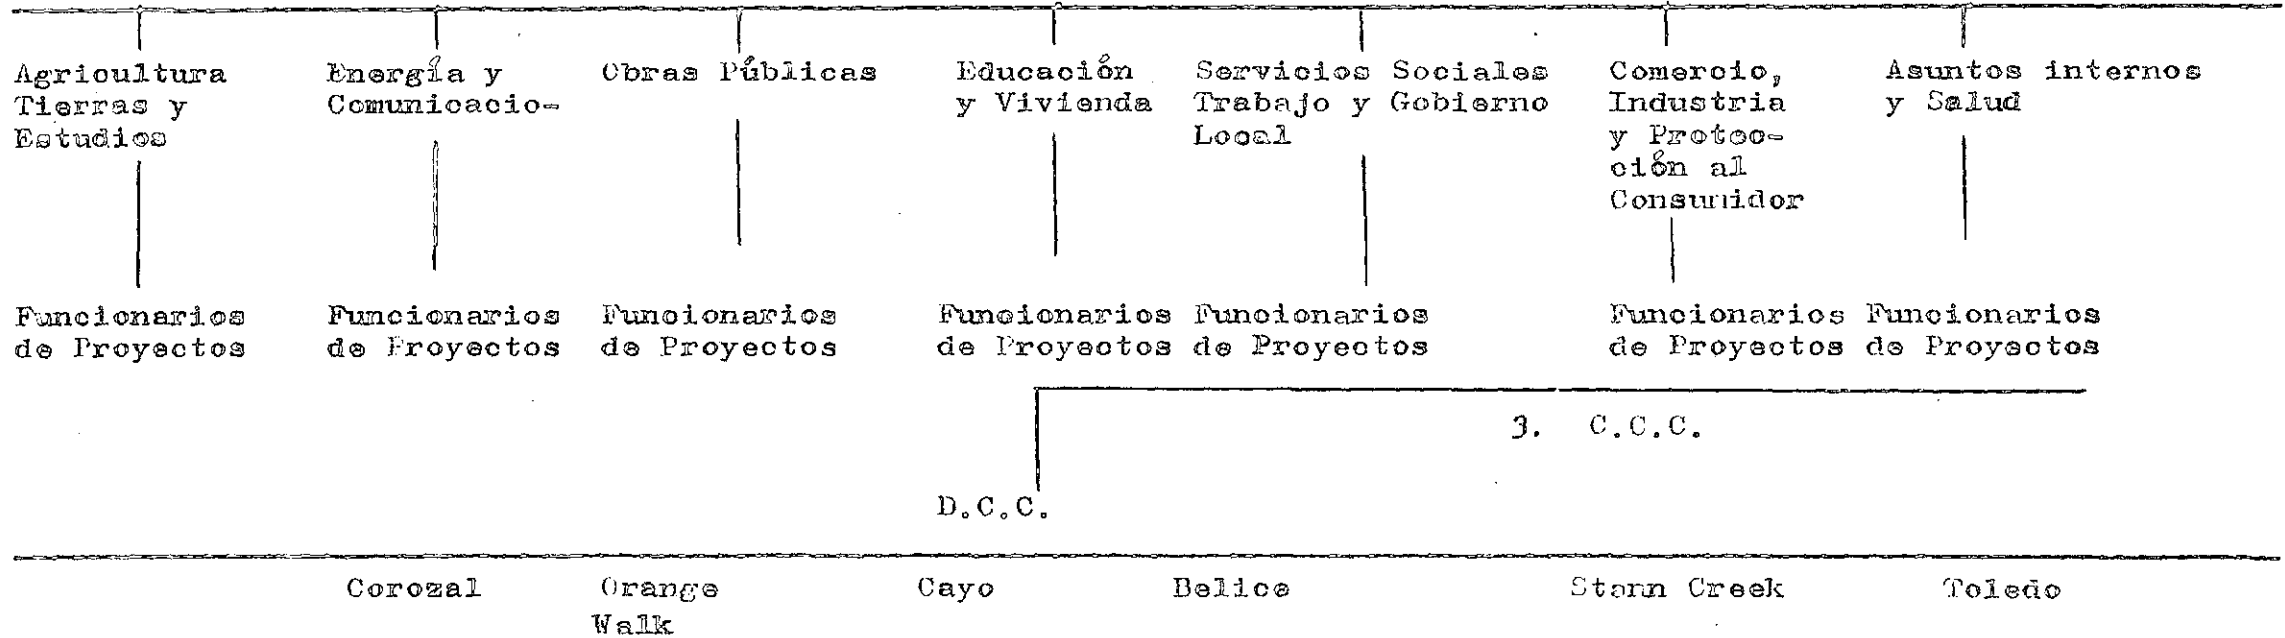 Agricultura
Tierras y
Estudios
Energía y
Comunicacio-
Obras Públicas
Educación
y Vivienda
Servicios Sociales
Trabajo y Gobierno
Local
Comercio,
Industria
y Protec-
ción al
Consumidor
Asuntos internos
y Salud
Funcionarios
de Proyectos
Funcionarios
de Proyectos
Funcionarios
de Proyectos
Funcionarios
de Proyectos
Funcionarios
de Proyectos
Funcionarios
de Proyectos
Funcionarios
de Proyectos
3. C.C.C.
D.C.C.
Corozal
Orange
Walk
Cayo
Belice
Stann Creek
Toledo